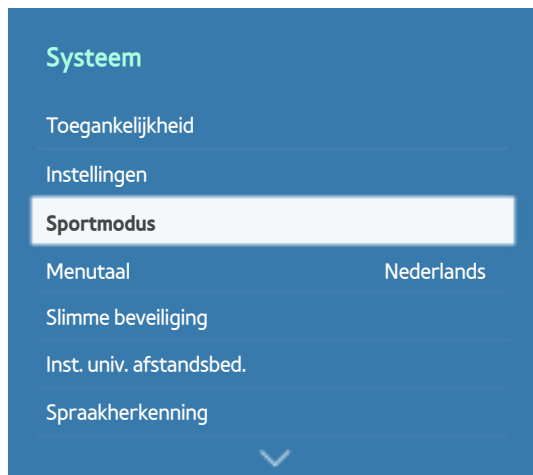 Systeem
Toegankelijkheid
Instellingen
Sportmodus
Menutaal Nederlands
Slimme beveiliging
Inst. univ. afstandsbed.
Spraakherkenning